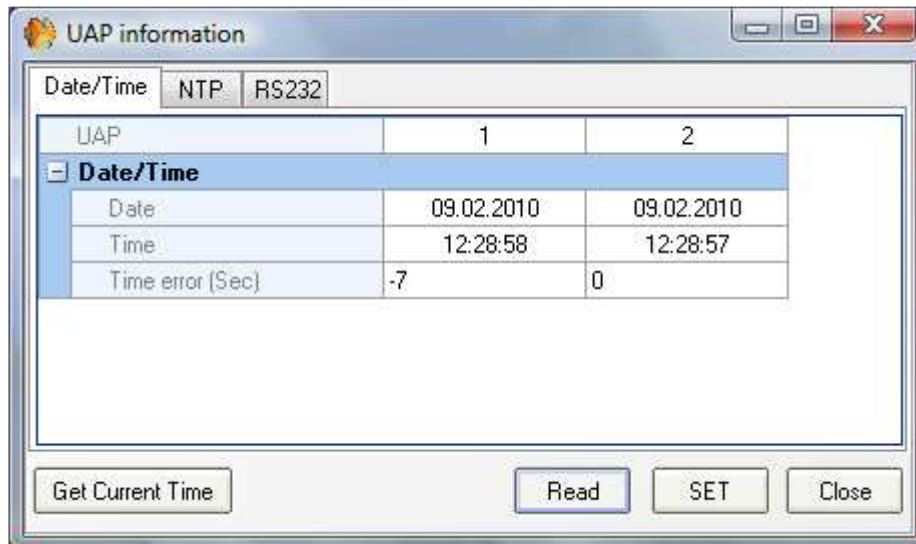 UAP information
Date/Time NTP RS232
UAP 1 2
Date/Time
Date 09.02.2010 09.02.2010
Time 12:28:58 12:28:57
Time error (Sec) -7 0
Get Current Time Read SET Close